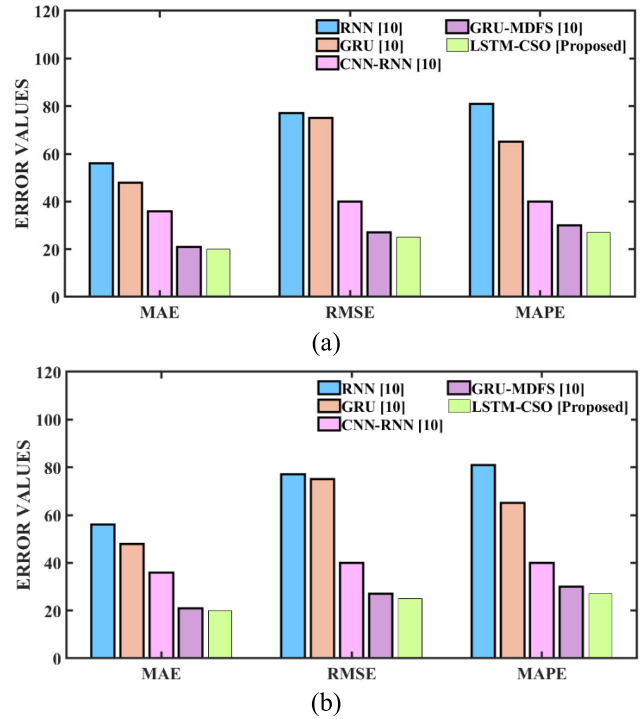 120
100
80
60
40
20
0
ERROR VALUES
RNN [10]
GRU [10]
CNN-RNN [10]
GRU-MDFS [10]
LSTM-CSO [Proposed]
MAE
RMSE
MAPE
(a)
120
100
80
60
40
20
0
ERROR VALUES
RNN [10]
GRU [10]
CNN-RNN [10]
GRU-MDFS [10]
LSTM-CSO [Proposed]
MAE
RMSE
MAPE
(b)